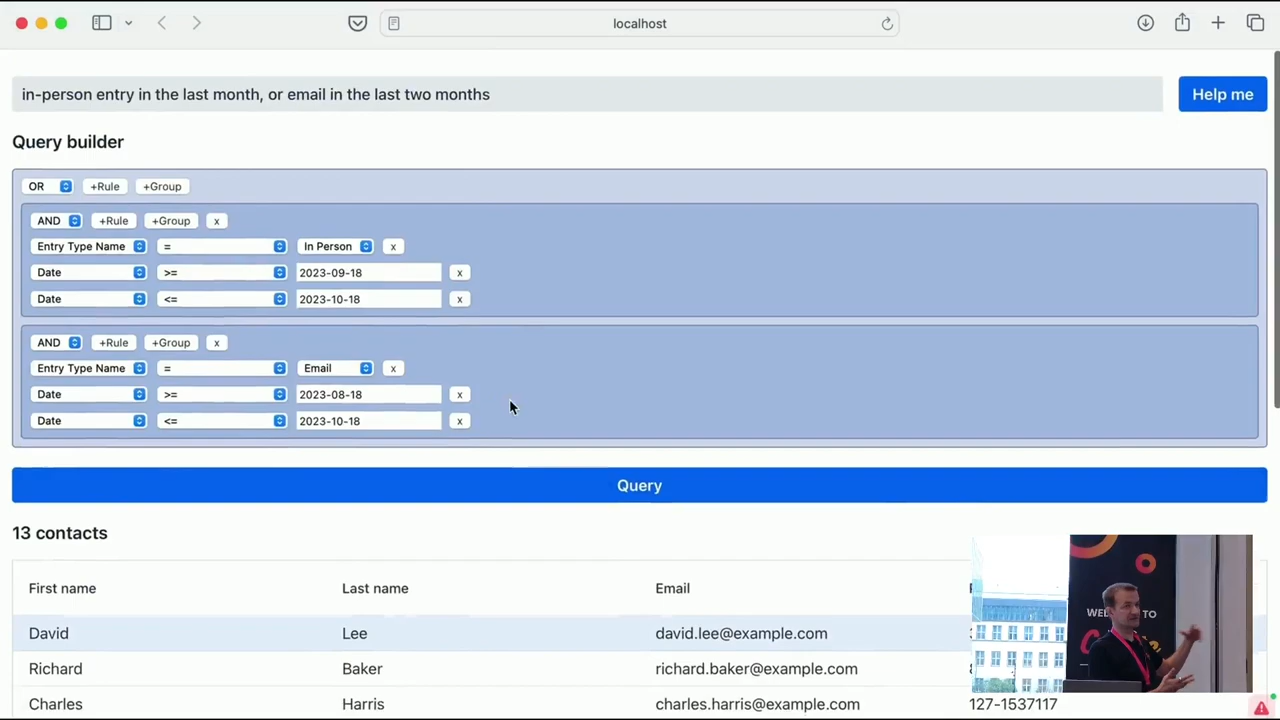 localhost
in-person entry in the last month, or email in the last two months
Help me
Query builder
OR +Rule +Group
AND +Rule +Group x
Entry Type Name = In Person x
Date >= 2023-09-18 x
Date <= 2023-10-18 x
AND +Rule +Group x
Entry Type Name = Email x
Date >= 2023-08-18 x
Date <= 2023-10-18 x
Query
13 contacts
First name Last name Email
David Lee david.lee@example.com
Richard Baker richard.baker@example.com
Charles Harris charles.harris@example.com 127-1537117
TO